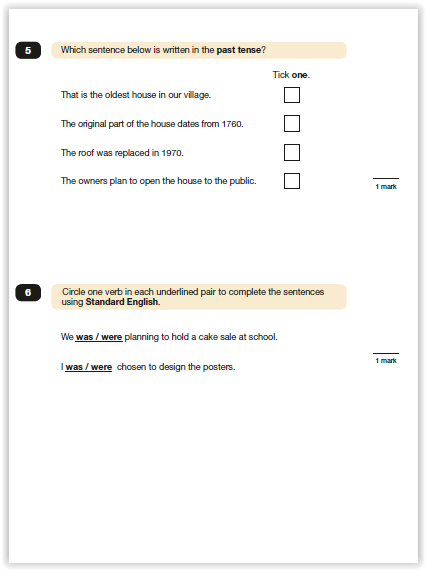 5
Which sentence below is written in the past tense?
Tick one.
That is the oldest house in our village.
The original part of the house dates from 1760.
The roof was replaced in 1970.
The owners plan to open the house to the public.
1 mark
6
Circle one verb in each underlined pair to complete the sentences
using Standard English.
We was / were planning to hold a cake sale at school.
1 mark
I was / were chosen to design the posters.